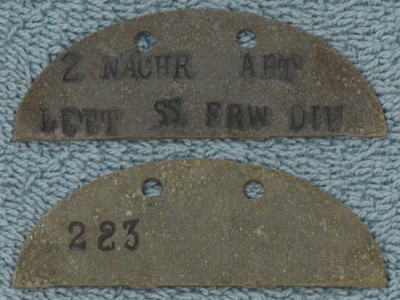 2 NACHR ABT
LETT SS FRW DIV
223